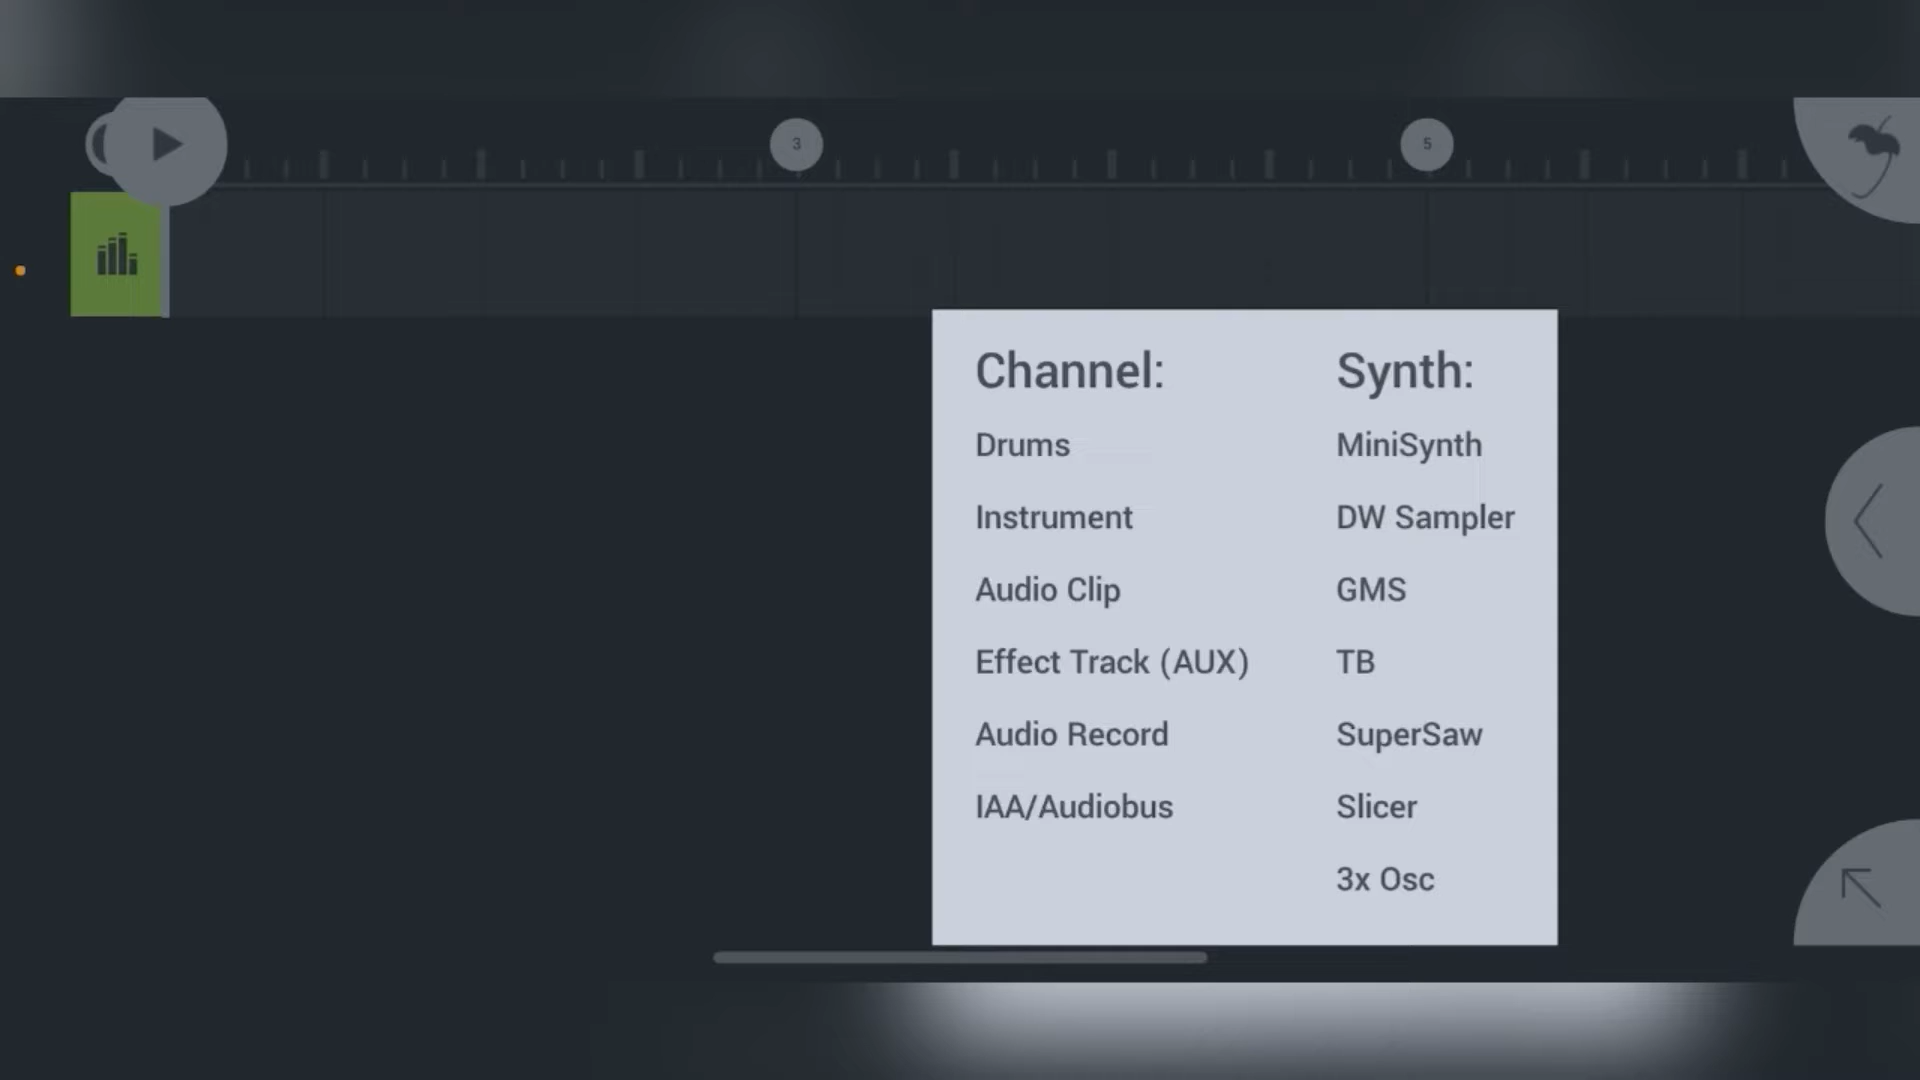 3
5
Channel:
Synth:
Drums
MiniSynth
Instrument
DW Sampler
Audio Clip
GMS
Effect Track (AUX)
TB
Audio Record
SuperSaw
IAA/Audiobus
Slicer
3x Osc